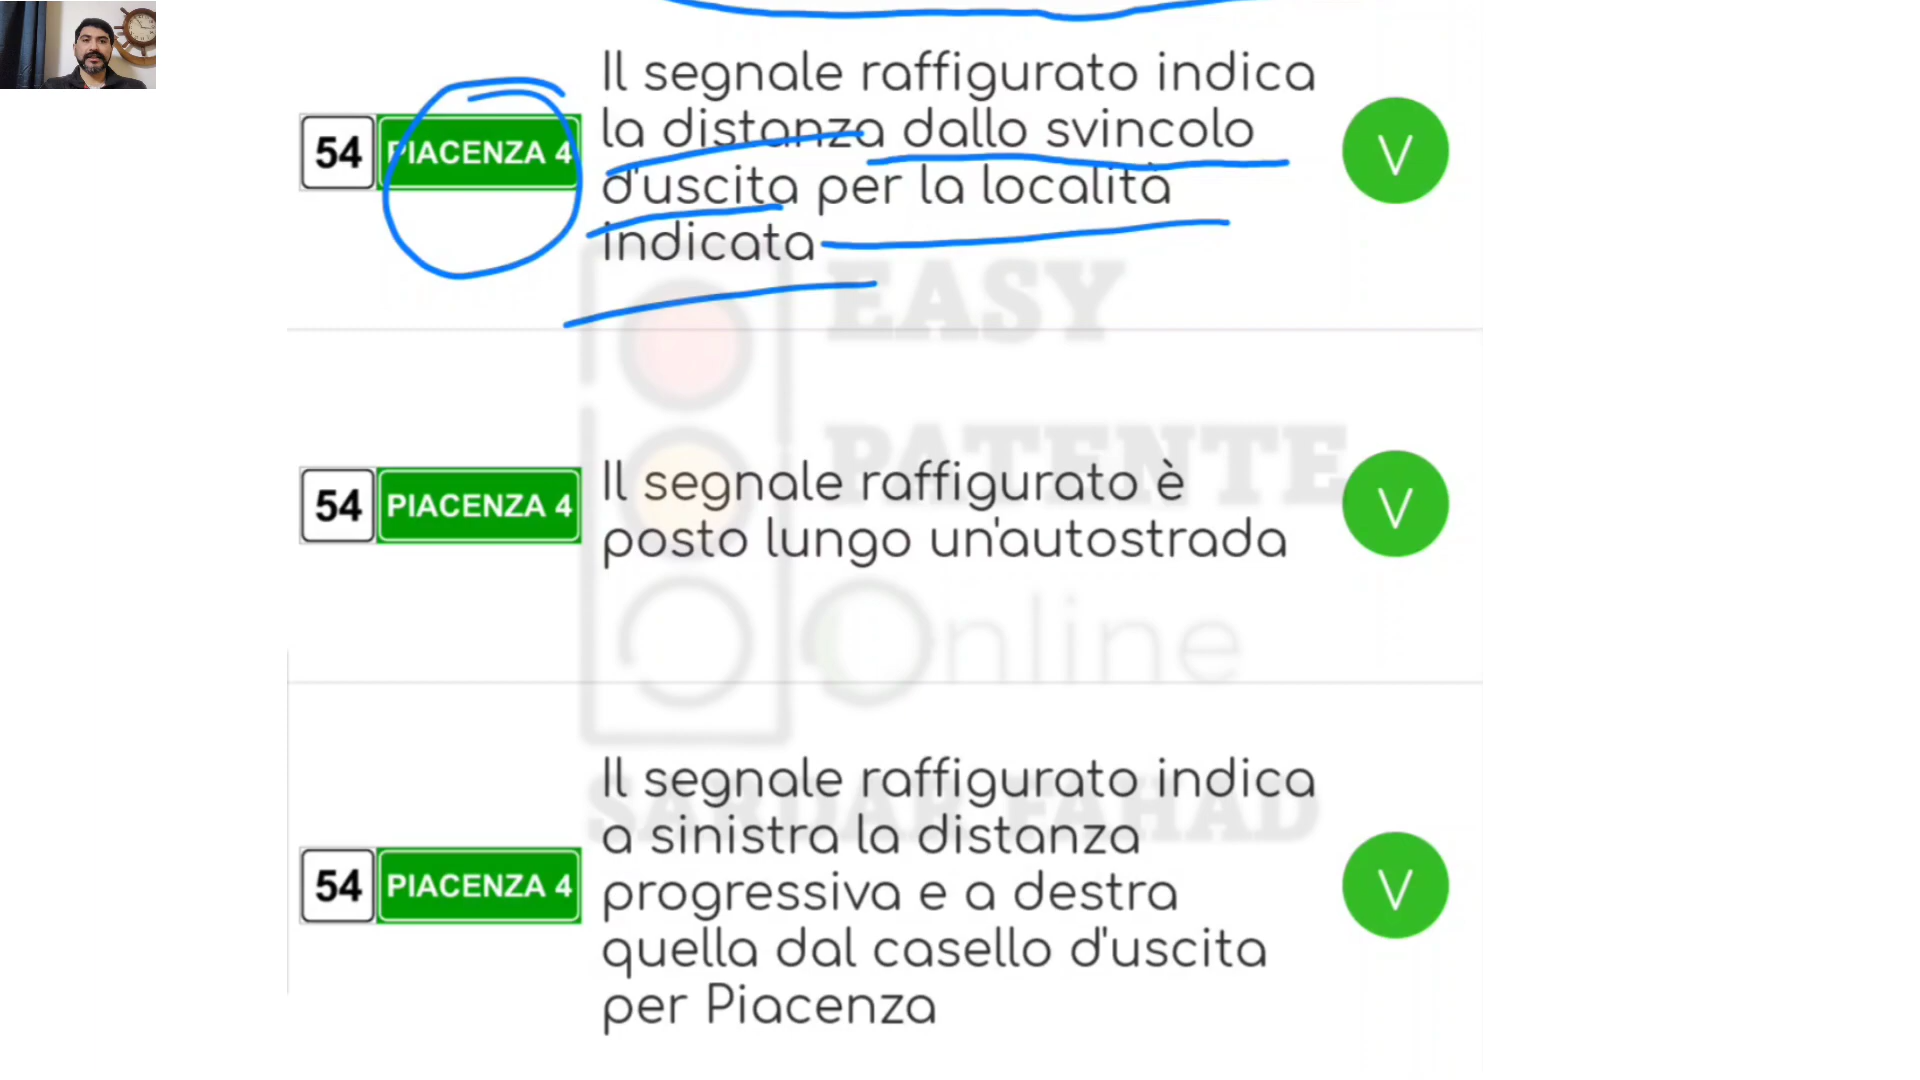 Il segnale raffigurato indica
la distanza dallo svincolo
d'uscita per la località
indicata
54 PIACENZA 4
V
Il segnale raffigurato è
posto lungo un'autostrada
54 PIACENZA 4
V
Il segnale raffigurato indica
a sinistra la distanza
progressiva e a destra
quella dal casello d'uscita
per Piacenza
54 PIACENZA 4
V
EASY
PATENTE
Online
SARDAR FAHAD